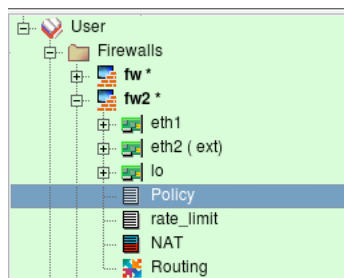 User
Firewalls
fw *
fw2 *
eth1
eth2 ( ext)
lo
Policy
rate_limit
NAT
Routing